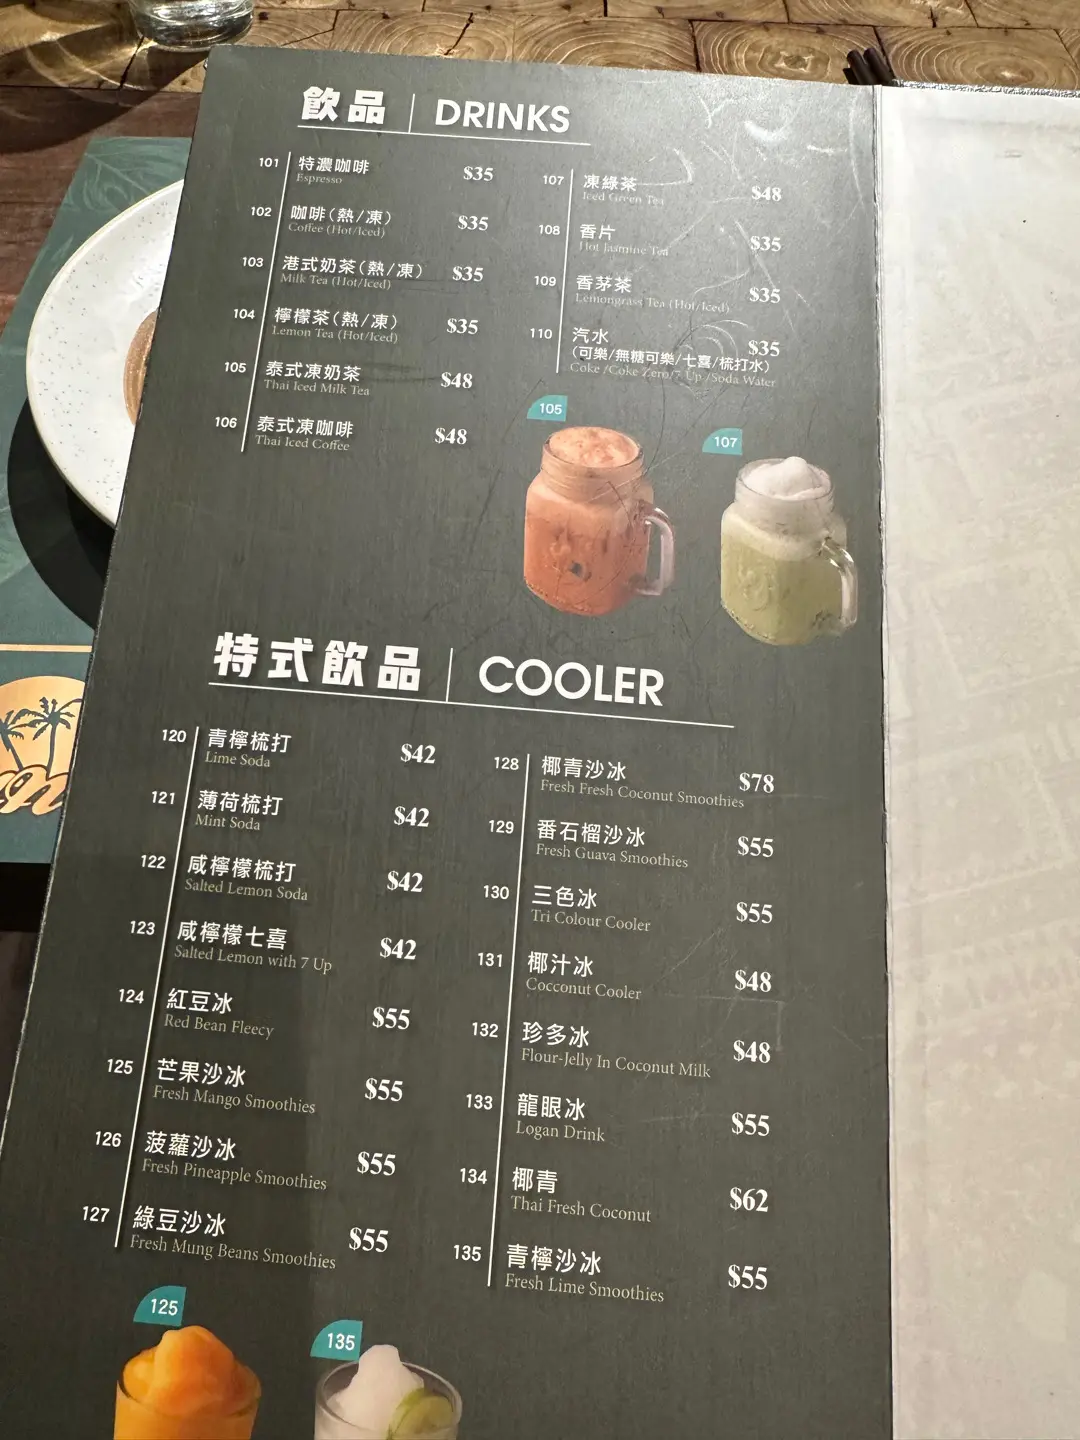 飲品 | DRINKS
101 特濃咖啡 $35
Espresso
102 咖啡(熱/凍) $35
Coffee (Hot/Iced)
103 港式奶茶(熱/凍) $35
Milk Tea (Hot/Iced)
104 檸檬茶(熱/凍) $35
Lemon Tea (Hot/Iced)
105 泰式凍奶茶 $48
Thai Iced Milk Tea
106 泰式凍咖啡 $48
Thai Iced Coffee
107 凍綠茶 $48
Iced Green Tea
108 香片 $35
Hot Jasmine Tea
109 香茅茶 $35
Lemongrass Tea (Hot/Iced)
110 汽水 $35
(可樂/無糖可樂/七喜/梳打水)
Coke /Coke Zero/7 Up /Soda Water
105
107
特式飲品 | COOLER
120 青檸梳打 $42
Lime Soda
121 薄荷梳打 $42
Mint Soda
122 咸檸檬梳打 $42
Salted Lemon Soda
123 咸檸檬七喜 $42
Salted Lemon with 7 Up
124 紅豆冰 $55
Red Bean Fleecy
125 芒果沙冰 $55
Fresh Mango Smoothies
126 菠蘿沙冰 $55
Fresh Pineapple Smoothies
127 綠豆沙冰 $55
Fresh Mung Beans Smoothies
128 椰青沙冰 $78
Fresh Fresh Coconut Smoothies
129 番石榴沙冰 $55
Fresh Guava Smoothies
130 三色冰 $55
Tri Colour Cooler
131 椰汁冰 $48
Cocconut Cooler
132 珍多冰 $48
Flour-Jelly In Coconut Milk
133 龍眼冰 $55
Logan Drink
134 椰青 $62
Thai Fresh Coconut
135 青檸沙冰 $55
Fresh Lime Smoothies
125
135